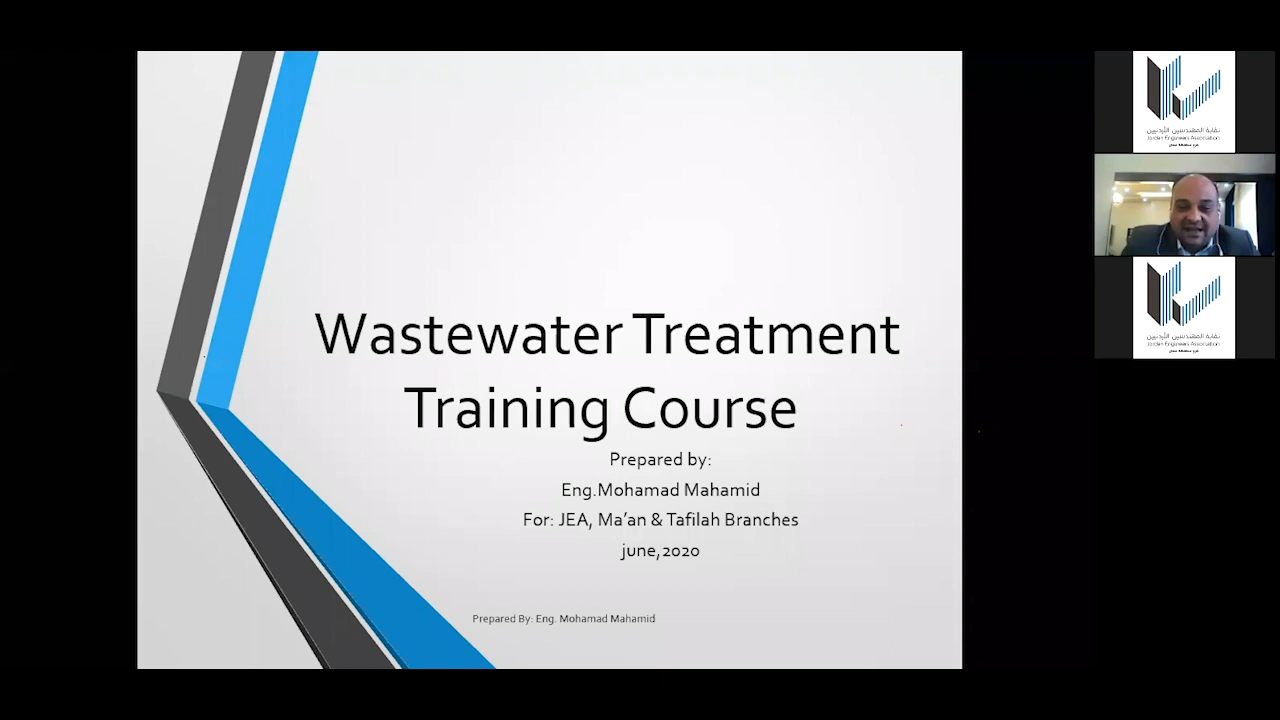 Wastewater Treatment
Training Course
Prepared by:
Eng.Mohamad Mahamid
For: JEA, Ma’an & Tafilah Branches
june,2020
Prepared By: Eng. Mohamad Mahamid
نقابة المهندسين الأردنيين
Jordan Engineers Association
نقابة المهندسين الأردنيين
Jordan Engineers Association